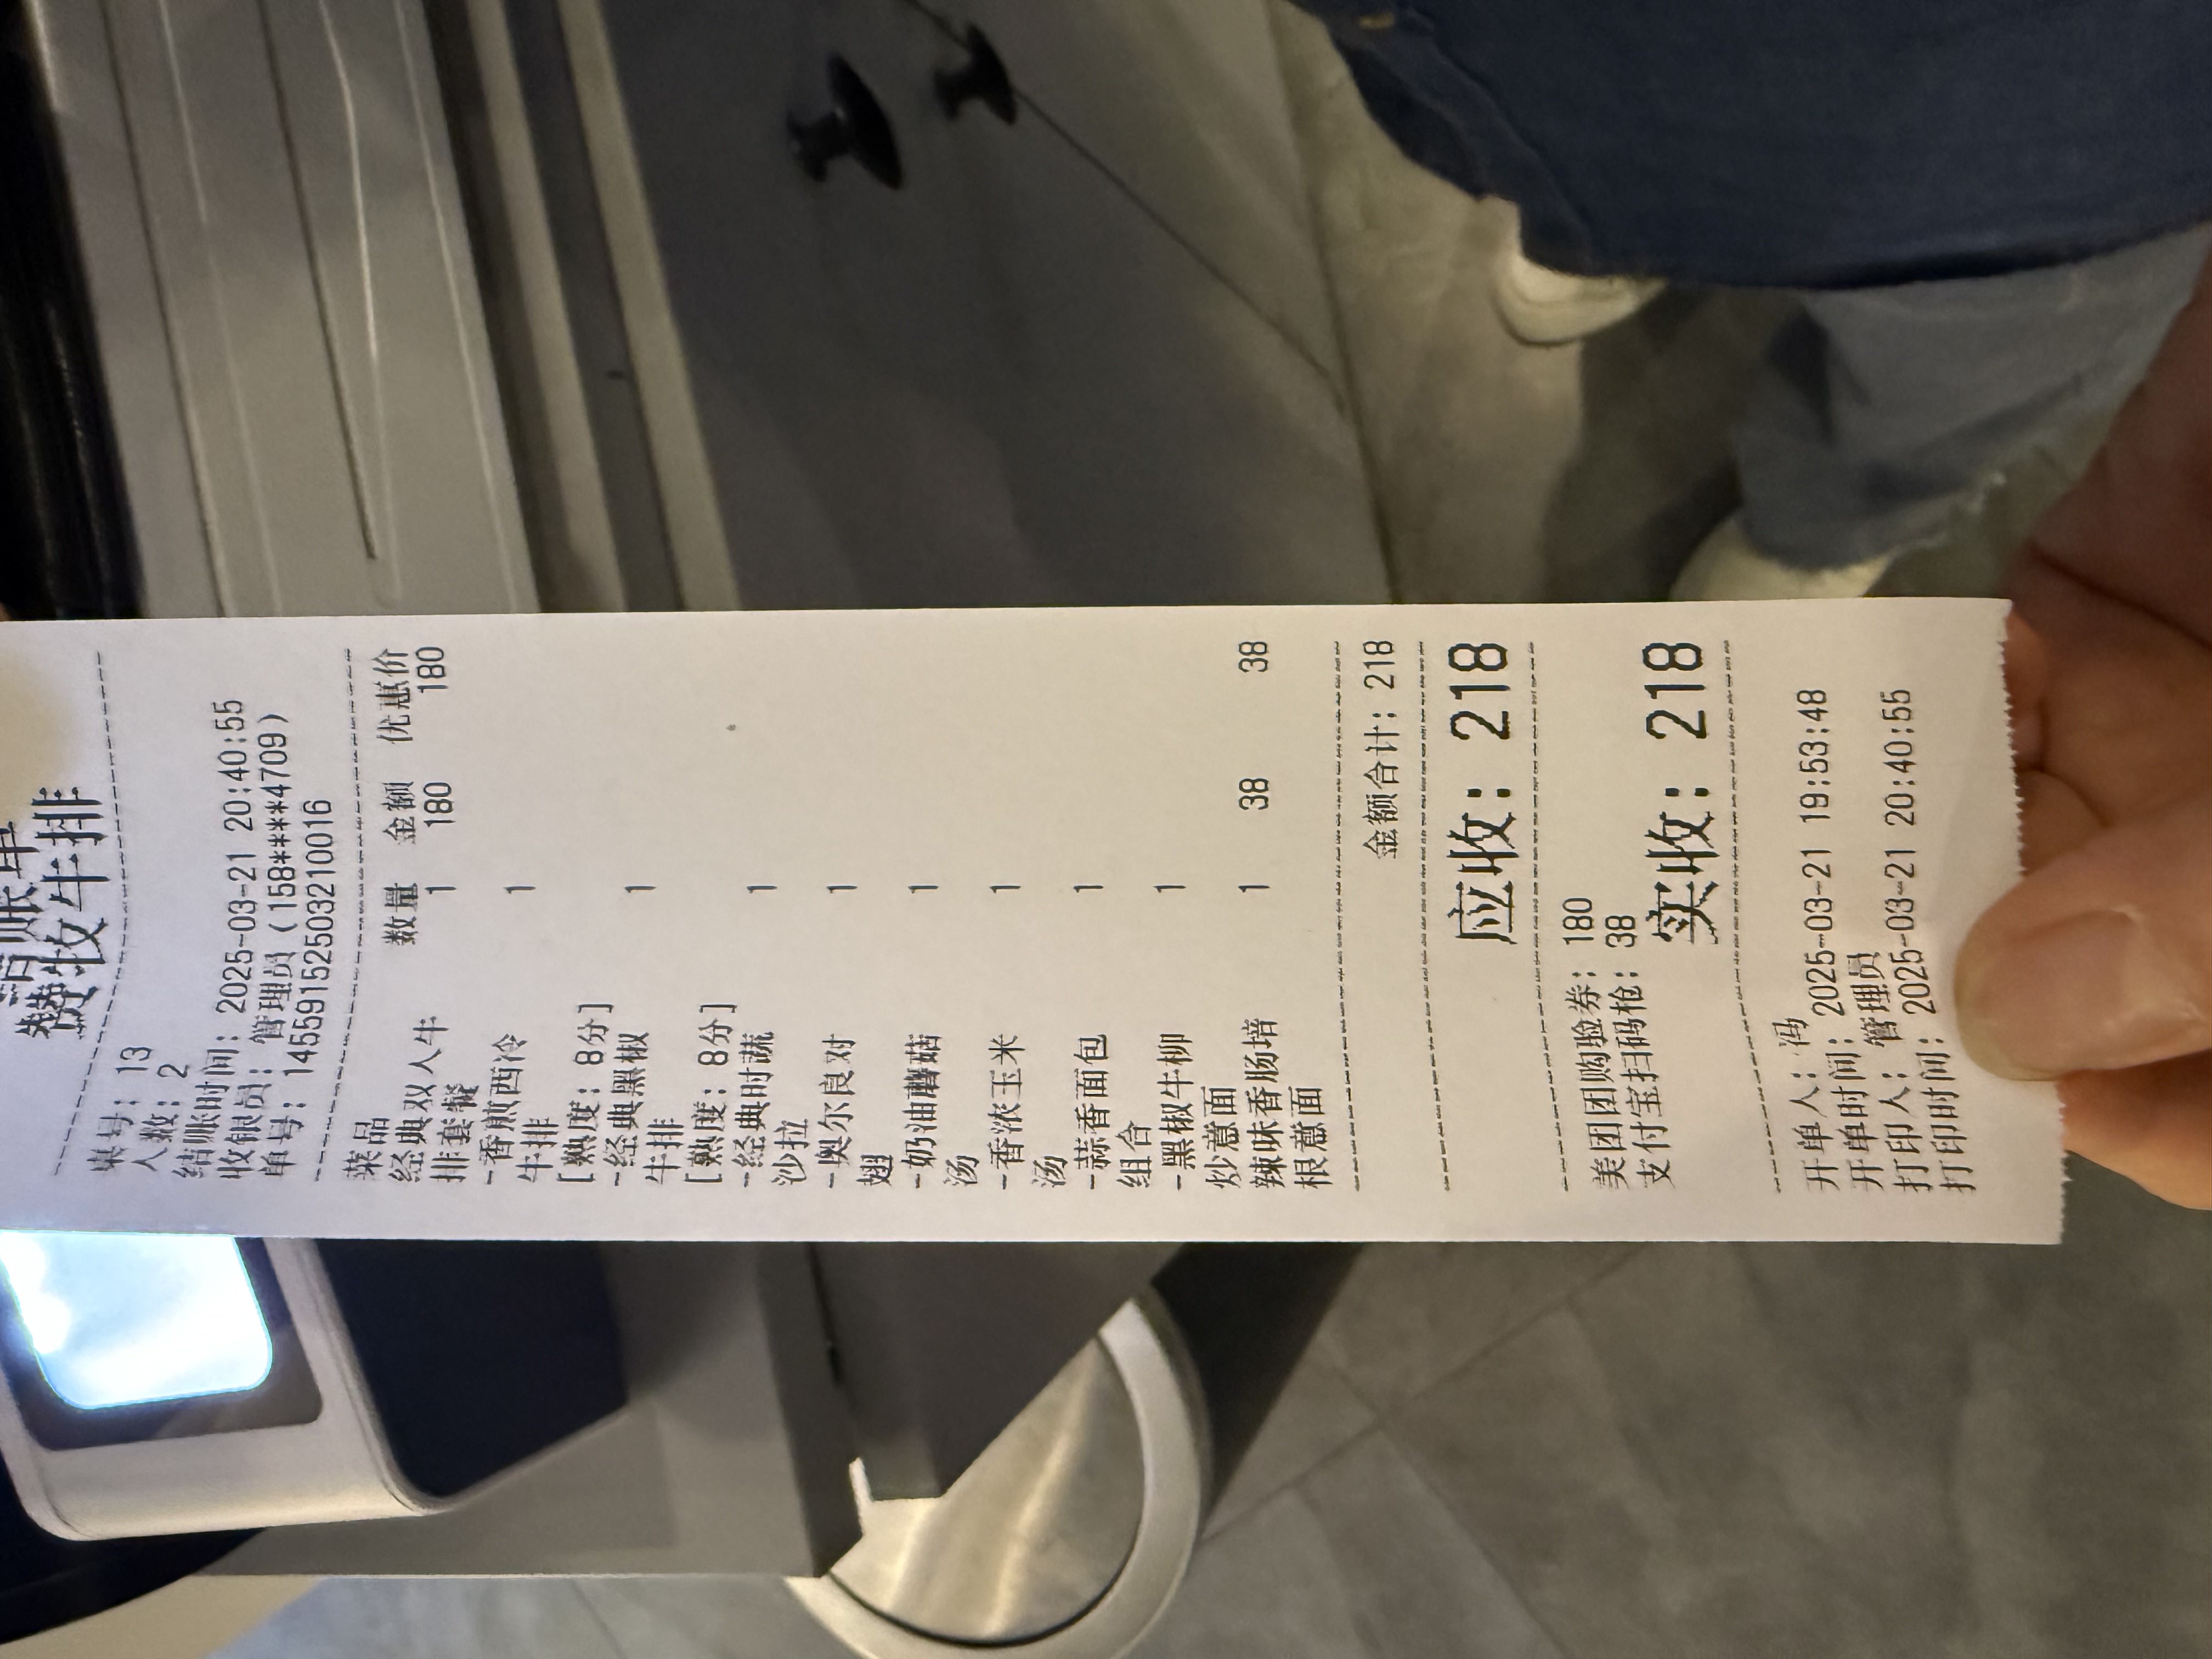 结账单
赞牧牛排
桌号: 13
人数: 2
结账时间: 2025-03-21 20:40:55
收银员: 管理员 (158****4709)
单号: 14559152503210016
菜品 数量 金额 优惠价
经典双人牛 1 180 180
排套餐
-香煎西冷 1
牛排
[熟度: 8分]
-经典黑椒 1
牛排
[熟度: 8分]
-经典时蔬 1
沙拉
-奥尔良对 1
翅
-奶油蘑菇 1
汤
-香浓玉米 1
汤
-蒜香面包 1
组合
-黑椒牛柳 1
炒意面
辣味香肠培 1 38 38
根意面
金额合计: 218
应收: 218
美团团购验券: 180
支付宝扫码枪: 38
实收: 218
开单人: 冯
开单时间: 2025-03-21 19:53:48
打印人: 管理员
打印时间: 2025-03-21 20:40:55